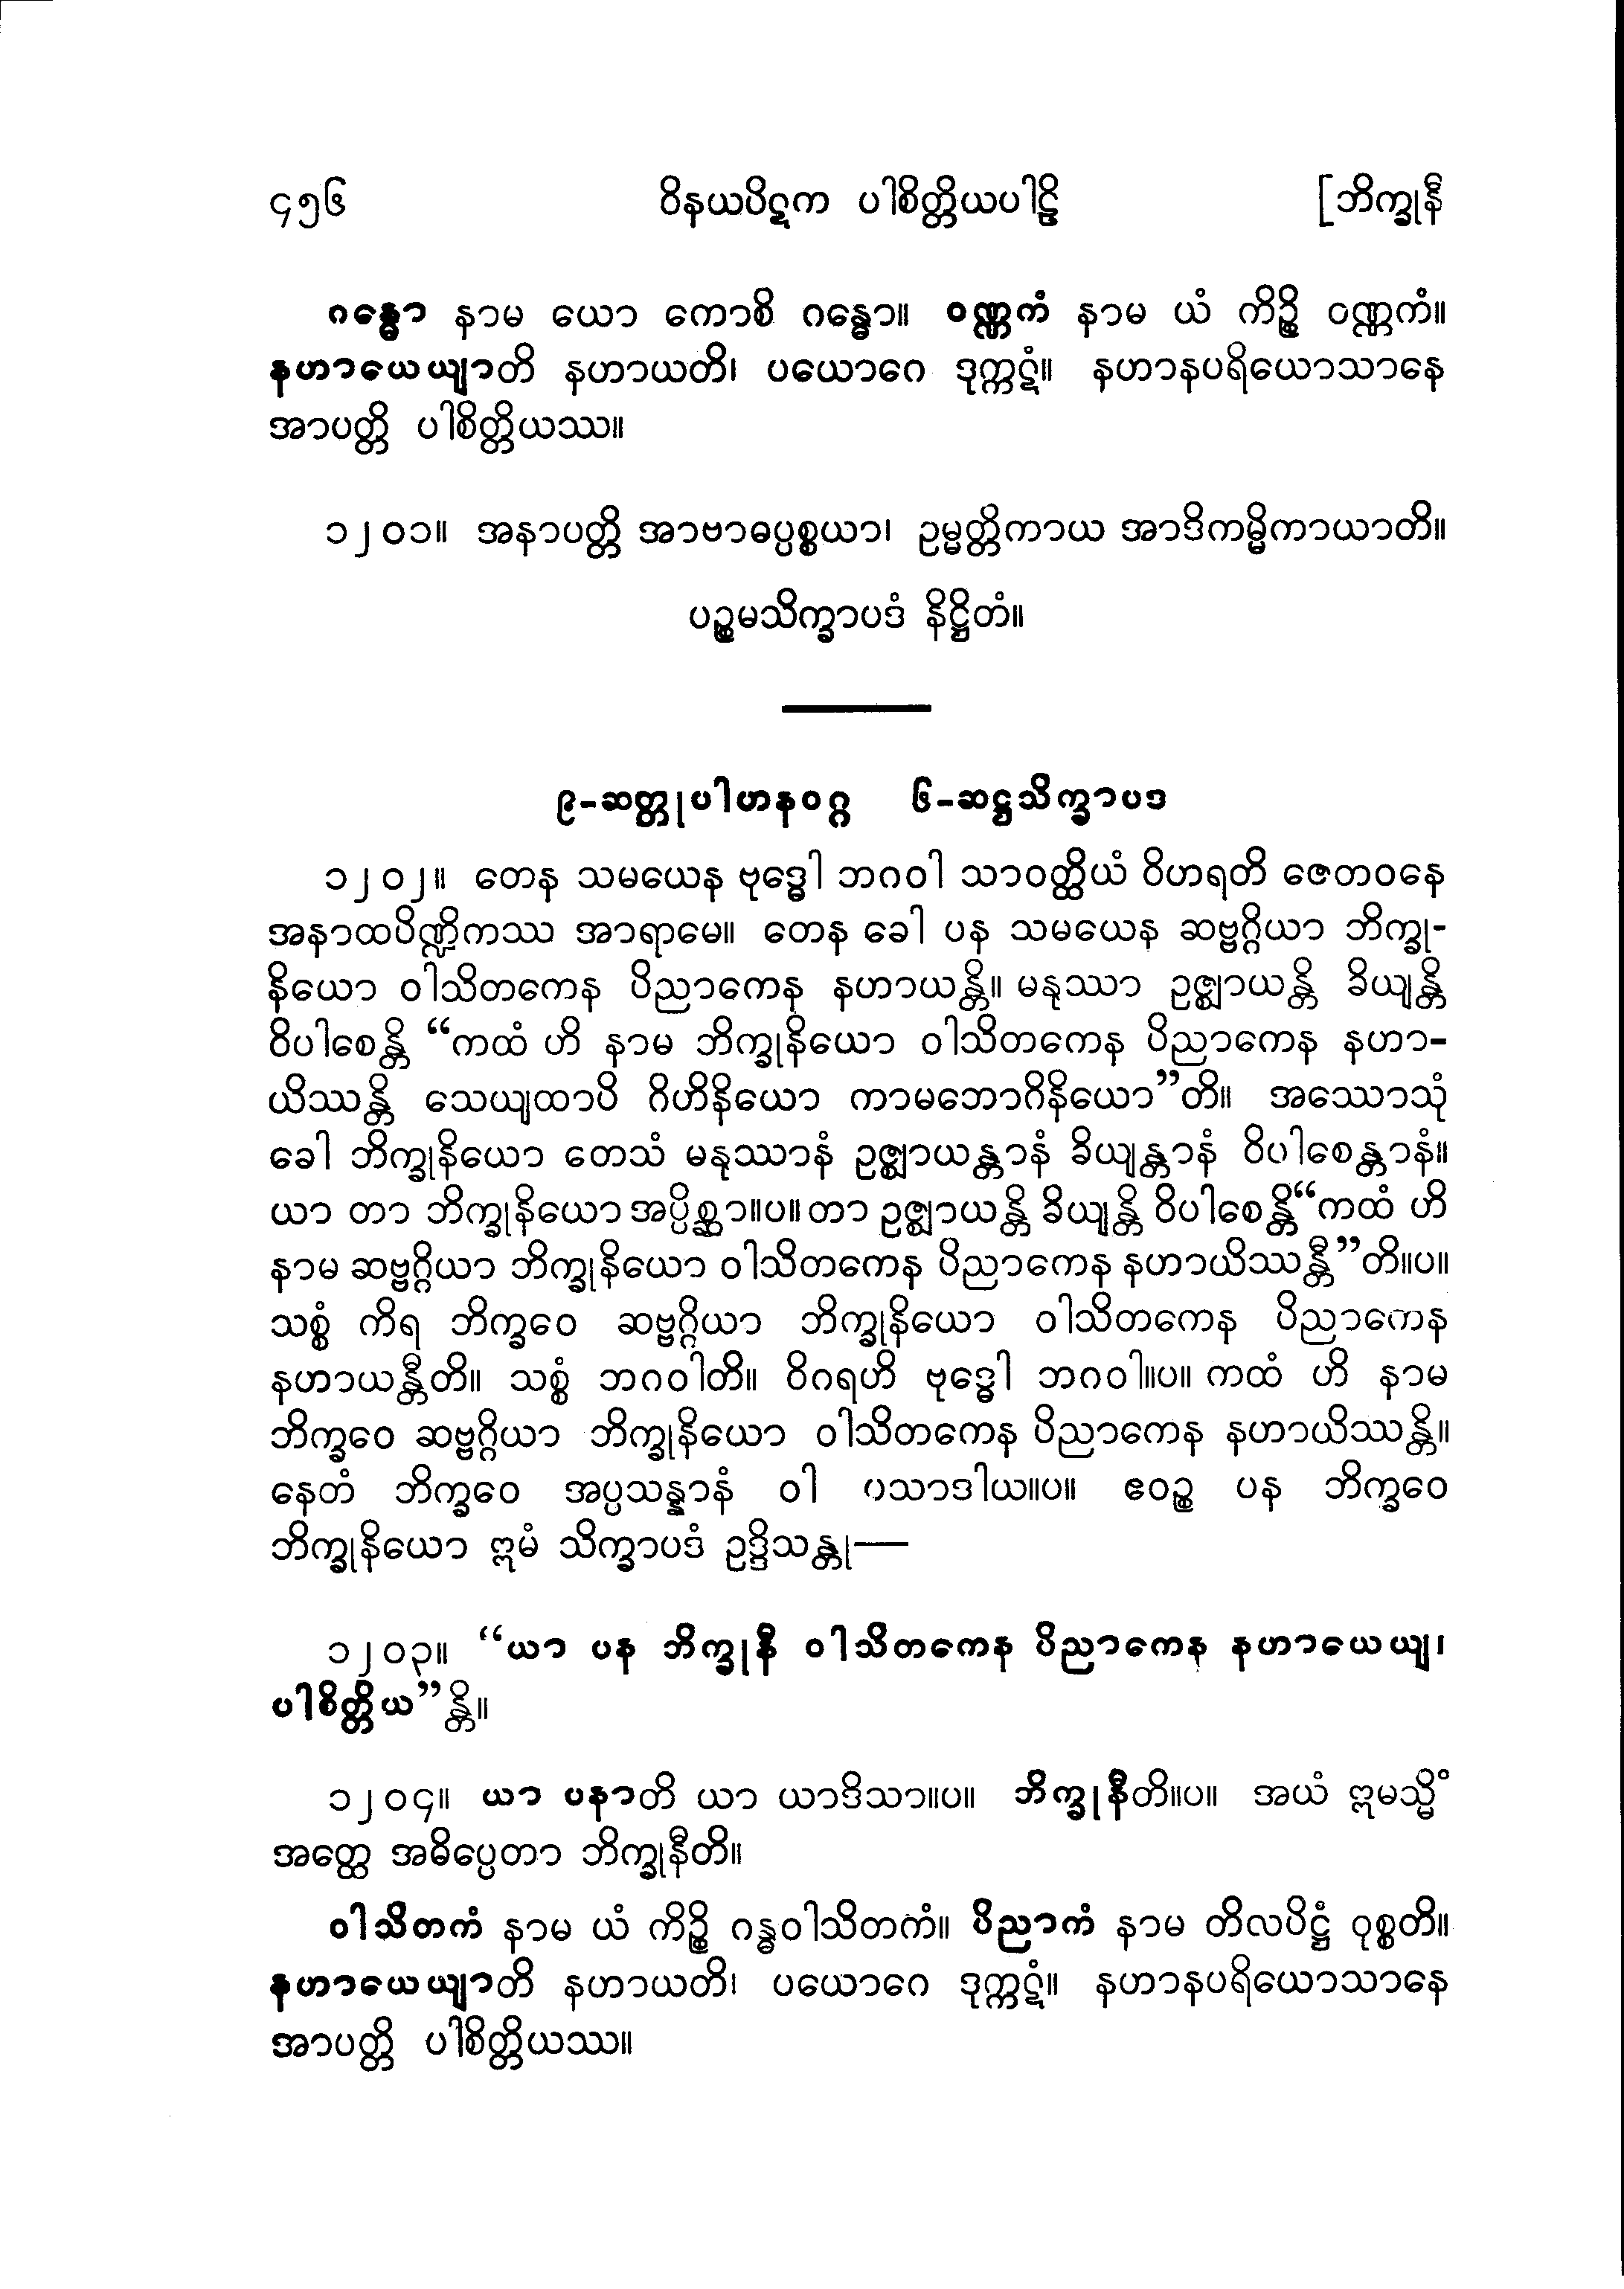 ၄၅၆ ဝိနယပိဋက ပါစိတ္တိယပါဠိ [ဘိက္ခုနီ
ဂန္ဓော နာမ ယော ကောစိ ဂန္ဓော။ ဝဏ္ဏကံ နာမ ယံ ကိဉ္စိ ဝဏ္ဏကံ။
နဟာယေယျာတိ နဟာယတိ၊ ပယောဂေ ဒုက္ကဋံ။ နဟာနပရိယောသာနေ
အာပတ္တိ ပါစိတ္တိယဿ။
၁၂၀၁။ အနာပတ္တိ အာဗာဓပ္ပစ္စယာ၊ ဥမ္မတ္တိကာယ အာဒိကမ္မိကာယာတိ။
ပဉ္စမသိက္ခာပဒံ နိဋ္ဌိတံ။
၉-ဆတ္တုပါဟနဝဂ္ဂ ၆-ဆဋ္ဌသိက္ခာပဒ
၁၂၀၂။ တေန သမယေန ဗုဒ္ဓေါ ဘဂဝါ သာဝတ္ထိယံ ဝိဟရတိ ဇေတဝနေ
အနာထပိဏ္ဍိကဿ အာရာမေ။ တေန ခေါ ပန သမယေန ဆဗ္ဗဂ္ဂိယာ ဘိက္ခု-
နိယော ဝါသိတကေန ပိညာကေန နဟာယန္တိ။ မနုဿာ ဥဇ္ဈာယန္တိ ခိယျန္တိ
ဝိပါစေန္တိ “ကထံ ဟိ နာမ ဘိက္ခုနိယော ဝါသိတကေန ပိညာကေန နဟာ-
ယိဿန္တိ သေယျထာပိ ဂိဟိနိယော ကာမဘောဂိနိယော”တိ။ အဿောသုံ
ခေါ ဘိက္ခုနိယော တေသံ မနုဿာနံ ဥဇ္ဈာယန္တာနံ ခိယျန္တာနံ ဝိပါစေန္တာနံ။
ယာ တာ ဘိက္ခုနိယော အပ္ပိစ္ဆာ။ပ။ တာ ဥဇ္ဈာယန္တိ ခိယျန္တိ ဝိပါစေန္တိ“ကထံ ဟိ
နာမ ဆဗ္ဗဂ္ဂိယာ ဘိက္ခုနိယော ဝါသိတကေန ပိညာကေန နဟာယိဿန္တီ”တိ။ပ။
သစ္စံ ကိရ ဘိက္ခဝေ ဆဗ္ဗဂ္ဂိယာ ဘိက္ခုနိယော ဝါသိတကေန ပိညာကေန
နဟာယန္တီတိ။ သစ္စံ ဘဂဝါတိ။ ဝိဂရဟိ ဗုဒ္ဓေါ ဘဂဝါ။ပ။ ကထံ ဟိ နာမ
ဘိက္ခဝေ ဆဗ္ဗဂ္ဂိယာ ဘိက္ခုနိယော ဝါသိတကေန ပိညာကေန နဟာယိဿန္တိ။
နေတံ ဘိက္ခဝေ အပ္ပသန္နာနံ ဝါ ပသာဒါယ။ပ။ ဧဝဉ္စ ပန ဘိက္ခဝေ
ဘိက္ခုနိယော ဣမံ သိက္ခာပဒံ ဥဒ္ဒိသန္တု—
၁၂၀၃။ “ယာ ပန ဘိက္ခုနီ ဝါသိတကေန ပိညာကေန နဟာယေယျ၊
ပါစိတ္တိယ”န္တိ။
၁၂၀၄။ ယာ ပနာတိ ယာ ယာဒိသာ။ပ။ ဘိက္ခုနီတိ။ပ။ အယံ ဣမသ္မိံ
အတ္ထေ အဓိပ္ပေတာ ဘိက္ခုနီတိ။
ဝါသိတကံ နာမ ယံ ကိဉ္စိ ဂန္ဓဝါသိတကံ။ ပိညာကံ နာမ တိလပိဋ္ဌံ ဝုစ္စတိ။
နဟာယေယျာတိ နဟာယတိ၊ ပယောဂေ ဒုက္ကဋံ။ နဟာနပရိယောသာနေ
အာပတ္တိ ပါစိတ္တိယဿ။